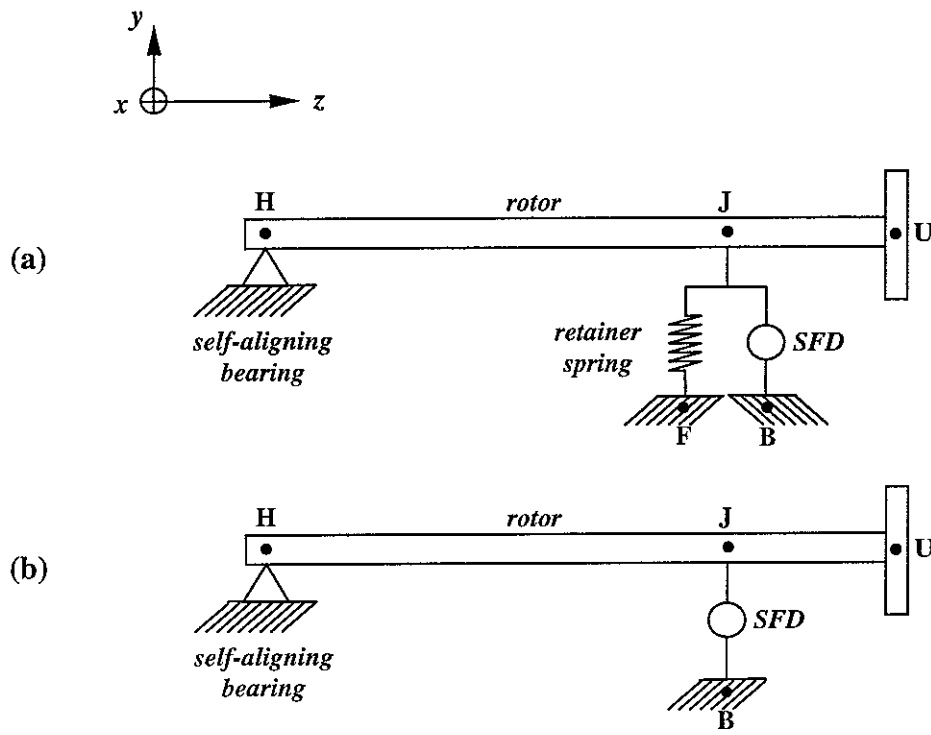 y
x
z
(a)
H
rotor
J
U
self-aligning
bearing
retainer
spring
SFD
F
B
(b)
H
rotor
J
U
SFD
self-aligning
bearing
B